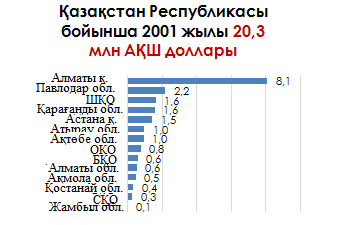 Қазақстан Республикасы
бойынша 2001 жылы 20,3
млн АҚШ доллары
Алматы қ. 8,1
Павлодар обл. 2,2
ШҚО 1,6
Қарағанды обл. 1,6
Астана қ. 1,5
Атырау обл. 1,0
Ақтөбе обл. 1,0
ОҚО 0,8
БҚО 0,6
Алматы обл. 0,6
Ақмола обл. 0,5
Қостанай обл. 0,4
СҚО 0,3
Жамбыл обл. 0,1